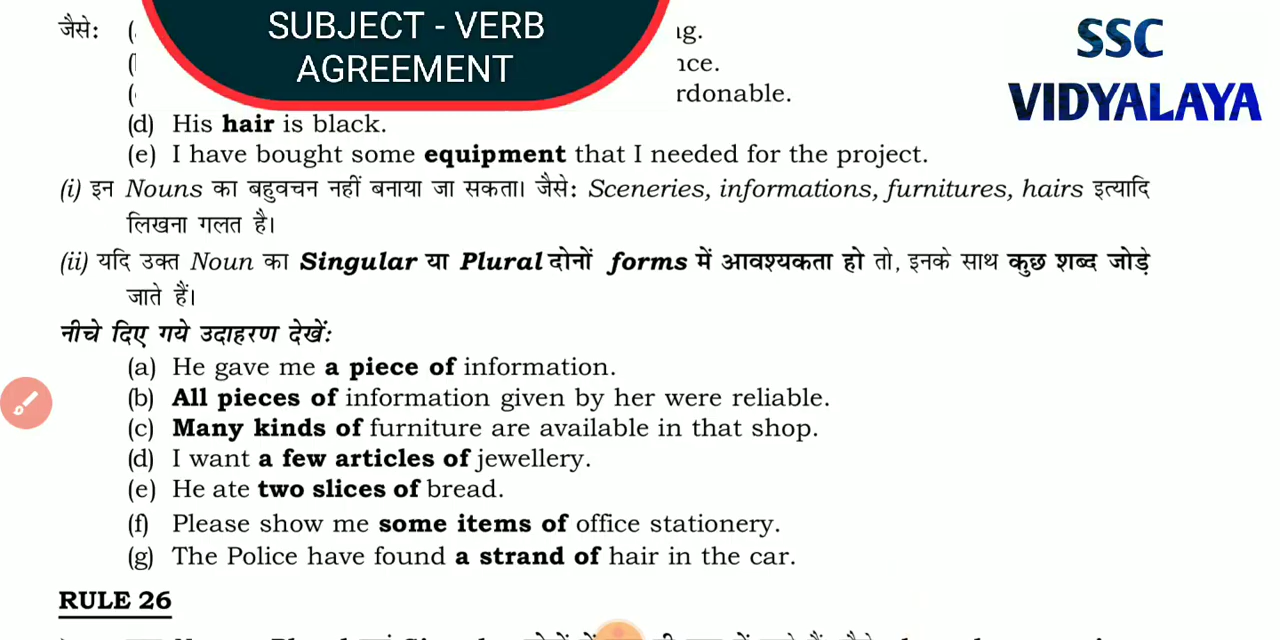 SUBJECT - VERB
AGREEMENT
SSC
VIDYALAYA
जैसे:
(d) His hair is black.
(e) I have bought some equipment that I needed for the project.
(i) इन Nouns का बहुवचन नहीं बनाया जा सकता। जैसे: Sceneries, informations, furnitures, hairs इत्यादि
लिखना गलत है।
(ii) यदि उक्त Noun का Singular या Plural दोनों forms में आवश्यकता हो तो, इनके साथ कुछ शब्द जोड़े
जाते हैं।
नीचे दिए गये उदाहरण देखें:
(a) He gave me a piece of information.
(b) All pieces of information given by her were reliable.
(c) Many kinds of furniture are available in that shop.
(d) I want a few articles of jewellery.
(e) He ate two slices of bread.
(f) Please show me some items of office stationery.
(g) The Police have found a strand of hair in the car.
RULE 26